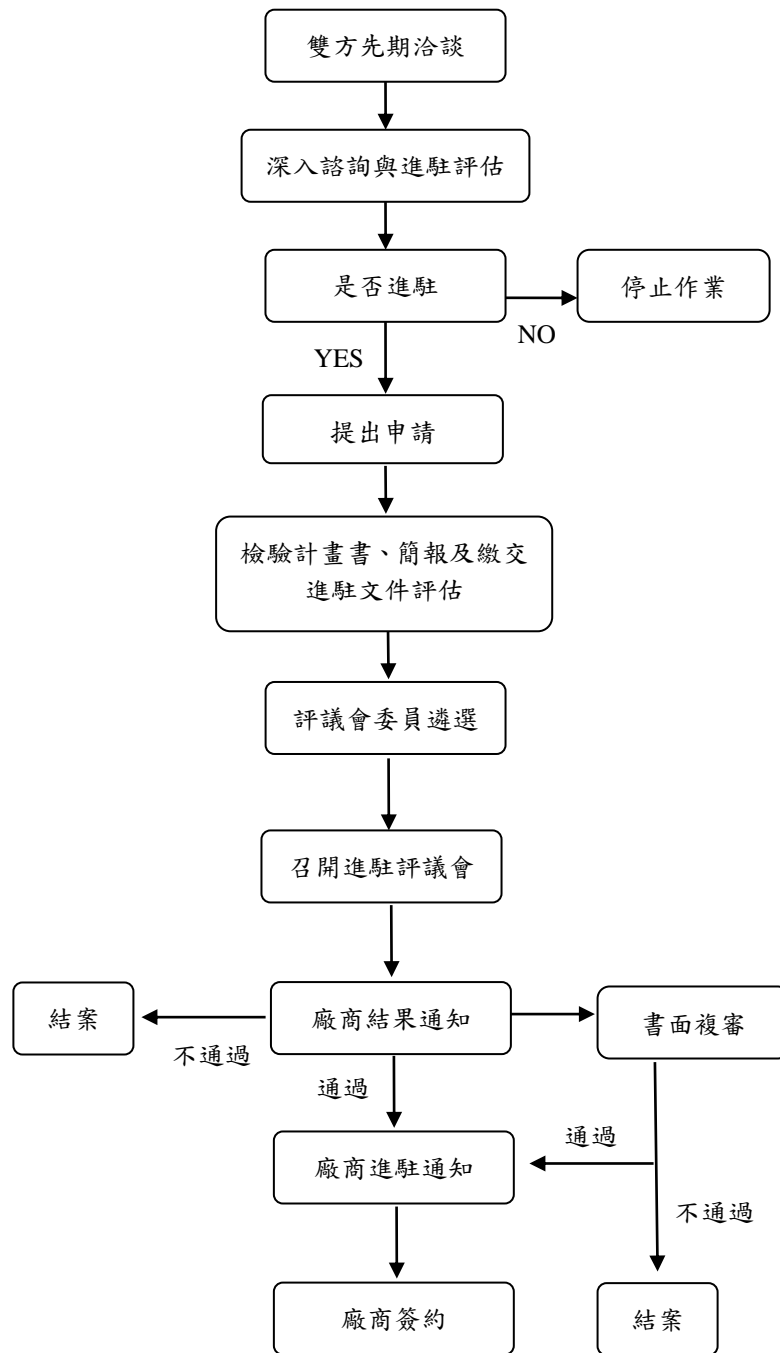 雙方先期洽談
深入諮詢與進駐評估
是否進駐
停止作業
NO
YES
提出申請
檢驗計畫書、簡報及繳交
進駐文件評估
評議會委員遴選
召開進駐評議會
結案
廠商結果通知
書面複審
不通過
通過
通過
廠商進駐通知
不通過
廠商簽約
結案